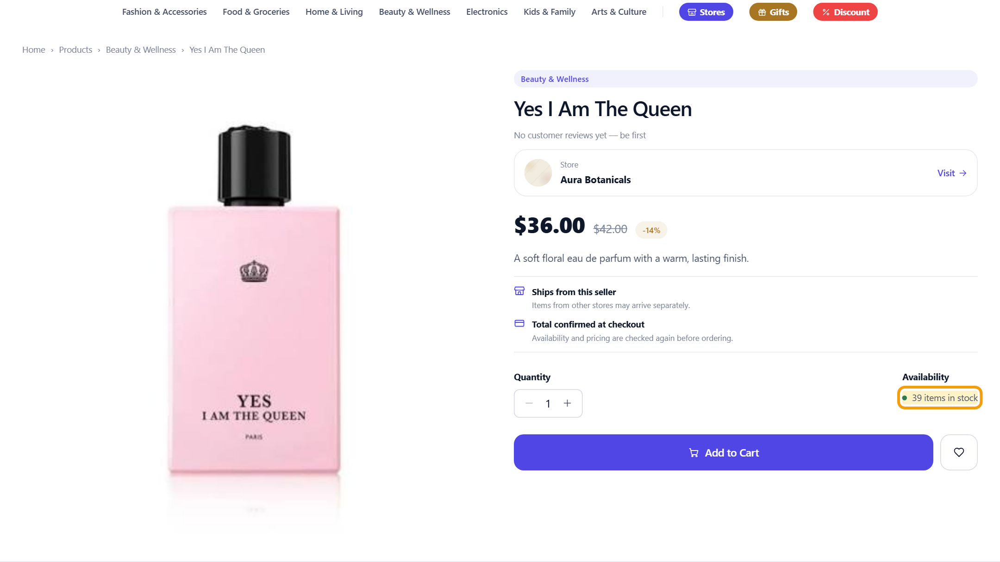 Fashion & Accessories Food & Groceries Home & Living Beauty & Wellness Electronics Kids & Family Arts & Culture Stores Gifts Discount
Home › Products › Beauty & Wellness › Yes I Am The Queen
Beauty & Wellness
Yes I Am The Queen
No customer reviews yet — be first
Store
Aura Botanicals
Visit →
$36.00 $42.00 -14%
A soft floral eau de parfum with a warm, lasting finish.
Ships from this seller
Items from other stores may arrive separately.
Total confirmed at checkout
Availability and pricing are checked again before ordering.
Quantity
− 1 +
Availability
39 items in stock
Add to Cart
YES
I AM THE QUEEN
PARIS